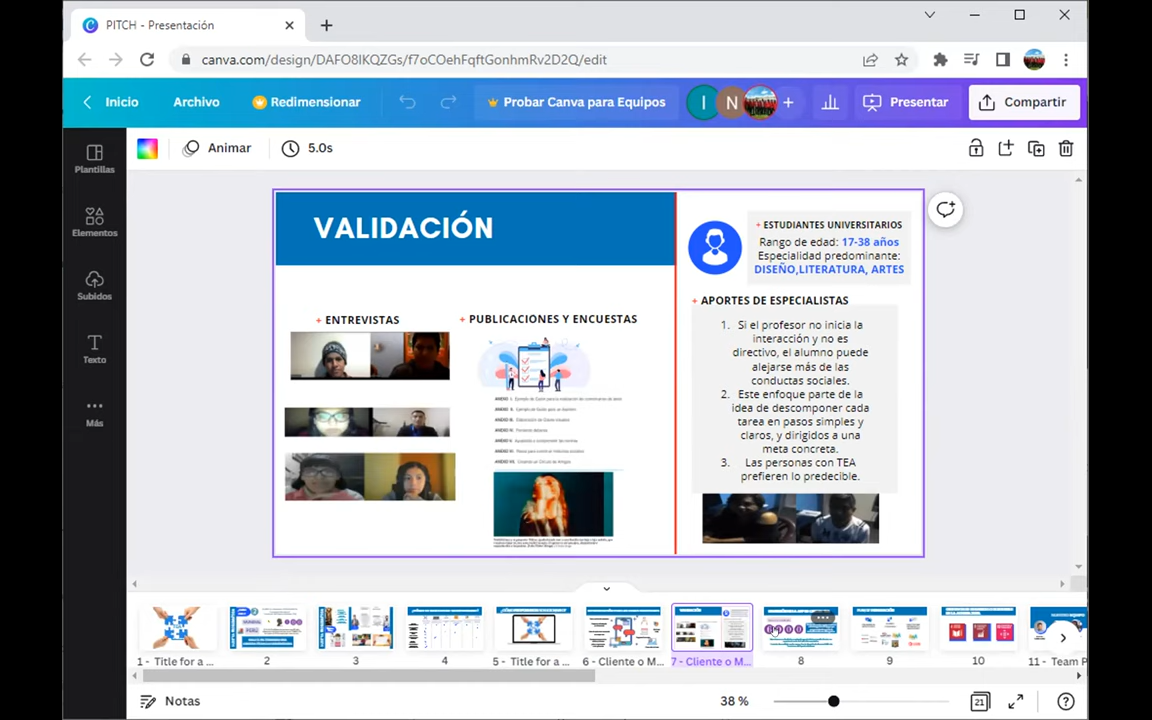 PITCH - Presentación
canva.com/design/DAFO8IKQZGs/f7oCOehFqftGonhmRv2D2Q/edit
Inicio
Archivo
Redimensionar
Probar Canva para Equipos
I
N
Presentar
Compartir
Animar
5.0s
Plantillas
Elementos
Subidos
Texto
Más
VALIDACIÓN
+ ENTREVISTAS
+ PUBLICACIONES Y ENCUESTAS
+ ESTUDIANTES UNIVERSITARIOS
Rango de edad: 17-38 años
Especialidad predominante:
DISEÑO,LITERATURA, ARTES
+ APORTES DE ESPECIALISTAS
1. Si el profesor no inicia la
interacción y no es
directivo, el alumno puede
alejarse más de las
conductas sociales.
2. Este enfoque parte de la
idea de descomponer cada
tarea en pasos simples y
claros, y dirigidos a una
meta concreta.
3. Las personas con TEA
prefieren lo predecible.
1 - Title for a ...
2
3
4
5 - Title for a ...
6 - Cliente o M...
7 - Cliente o M...
8
9
10
11 - Team P
Notas
38 %
21